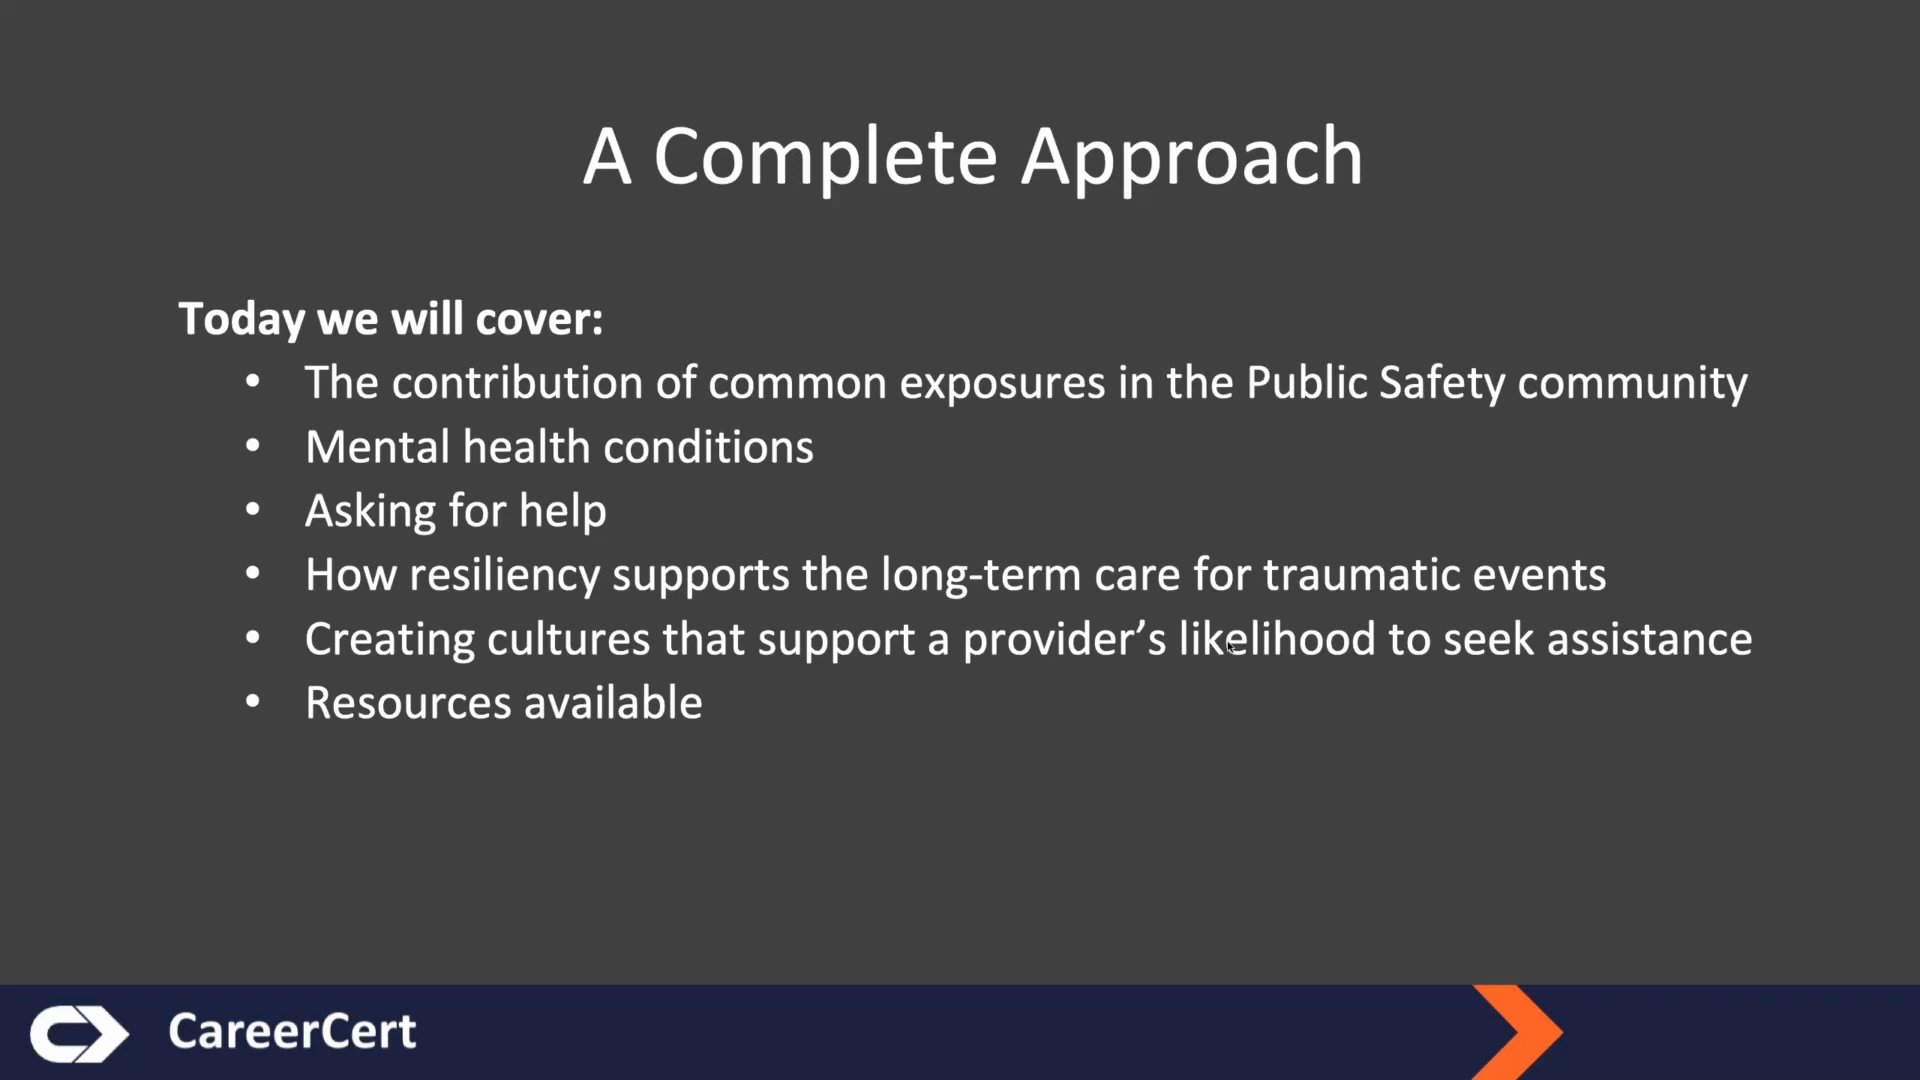 A Complete Approach
Today we will cover:
• The contribution of common exposures in the Public Safety community
• Mental health conditions
• Asking for help
• How resiliency supports the long-term care for traumatic events
• Creating cultures that support a provider’s likelihood to seek assistance
• Resources available
CareerCert